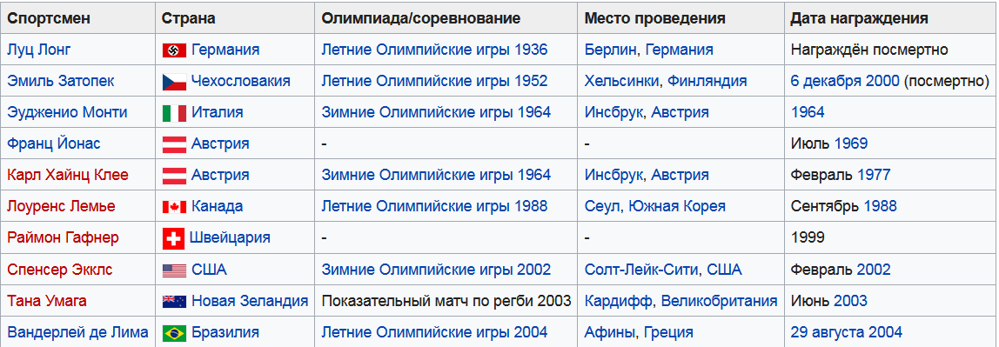 Спортсмен Страна Олимпиада/соревнование Место проведения Дата награждения
Луц Лонг Германия Летние Олимпийские игры 1936 Берлин, Германия Награждён посмертно
Эмиль Затопек Чехословакия Летние Олимпийские игры 1952 Хельсинки, Финляндия 6 декабря 2000 (посмертно)
Эудженио Монти Италия Зимние Олимпийские игры 1964 Инсбрук, Австрия 1964
Франц Йонас Австрия - - Июль 1969
Карл Хайнц Клее Австрия Зимние Олимпийские игры 1964 Инсбрук, Австрия Февраль 1977
Лоуренс Лемье Канада Летние Олимпийские игры 1988 Сеул, Южная Корея Сентябрь 1988
Раймон Гафнер Швейцария - - 1999
Спенсер Экклс США Зимние Олимпийские игры 2002 Солт-Лейк-Сити, США Февраль 2002
Тана Умага Новая Зеландия Показательный матч по регби 2003 Кардифф, Великобритания Июнь 2003
Вандерлей де Лима Бразилия Летние Олимпийские игры 2004 Афины, Греция 29 августа 2004